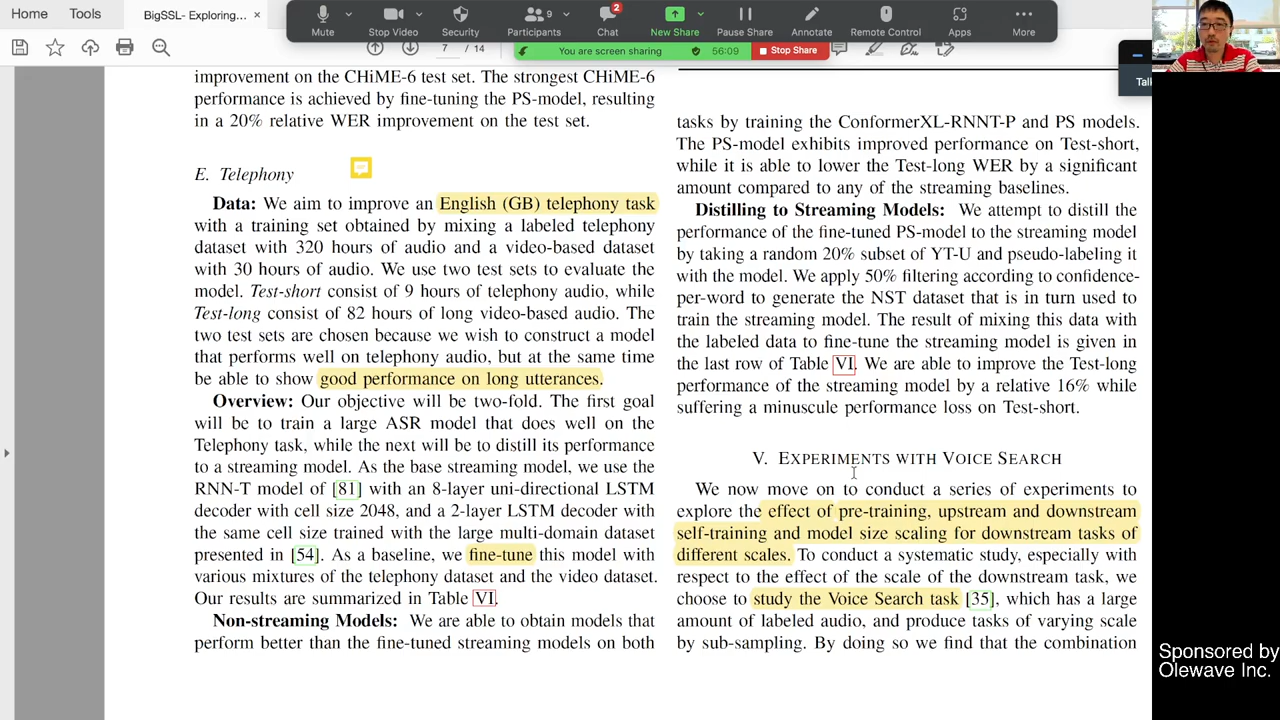 Home
Tools
BigSSL- Exploring...
×
Mute
Stop Video
Security
Participants
9
Chat
2
New Share
Pause Share
Annotate
Remote Control
Apps
More
7 / 14
You are screen sharing
56:09
Stop Share
improvement on the CHiME-6 test set. The strongest CHiME-6
performance is achieved by fine-tuning the PS-model, resulting
in a 20% relative WER improvement on the test set.
E. Telephony
Data: We aim to improve an English (GB) telephony task
with a training set obtained by mixing a labeled telephony
dataset with 320 hours of audio and a video-based dataset
with 30 hours of audio. We use two test sets to evaluate the
model. Test-short consist of 9 hours of telephony audio, while
Test-long consist of 82 hours of long video-based audio. The
two test sets are chosen because we wish to construct a model
that performs well on telephony audio, but at the same time
be able to show good performance on long utterances.
Overview: Our objective will be two-fold. The first goal
will be to train a large ASR model that does well on the
Telephony task, while the next will be to distill its performance
to a streaming model. As the base streaming model, we use the
RNN-T model of [81] with an 8-layer uni-directional LSTM
decoder with cell size 2048, and a 2-layer LSTM decoder with
the same cell size trained with the large multi-domain dataset
presented in [54]. As a baseline, we fine-tune this model with
various mixtures of the telephony dataset and the video dataset.
Our results are summarized in Table VI.
Non-streaming Models: We are able to obtain models that
perform better than the fine-tuned streaming models on both
tasks by training the ConformerXL-RNNT-P and PS models.
The PS-model exhibits improved performance on Test-short,
while it is able to lower the Test-long WER by a significant
amount compared to any of the streaming baselines.
Distilling to Streaming Models: We attempt to distill the
performance of the fine-tuned PS-model to the streaming model
by taking a random 20% subset of YT-U and pseudo-labeling it
with the model. We apply 50% filtering according to confidence-
per-word to generate the NST dataset that is in turn used to
train the streaming model. The result of mixing this data with
the labeled data to fine-tune the streaming model is given in
the last row of Table VI. We are able to improve the Test-long
performance of the streaming model by a relative 16% while
suffering a minuscule performance loss on Test-short.
V. EXPERIMENTS WITH VOICE SEARCH
We now move on to conduct a series of experiments to
explore the effect of pre-training, upstream and downstream
self-training and model size scaling for downstream tasks of
different scales. To conduct a systematic study, especially with
respect to the effect of the scale of the downstream task, we
choose to study the Voice Search task [35], which has a large
amount of labeled audio, and produce tasks of varying scale
by sub-sampling. By doing so we find that the combination
Talk
Sponsored by
Olewave Inc.